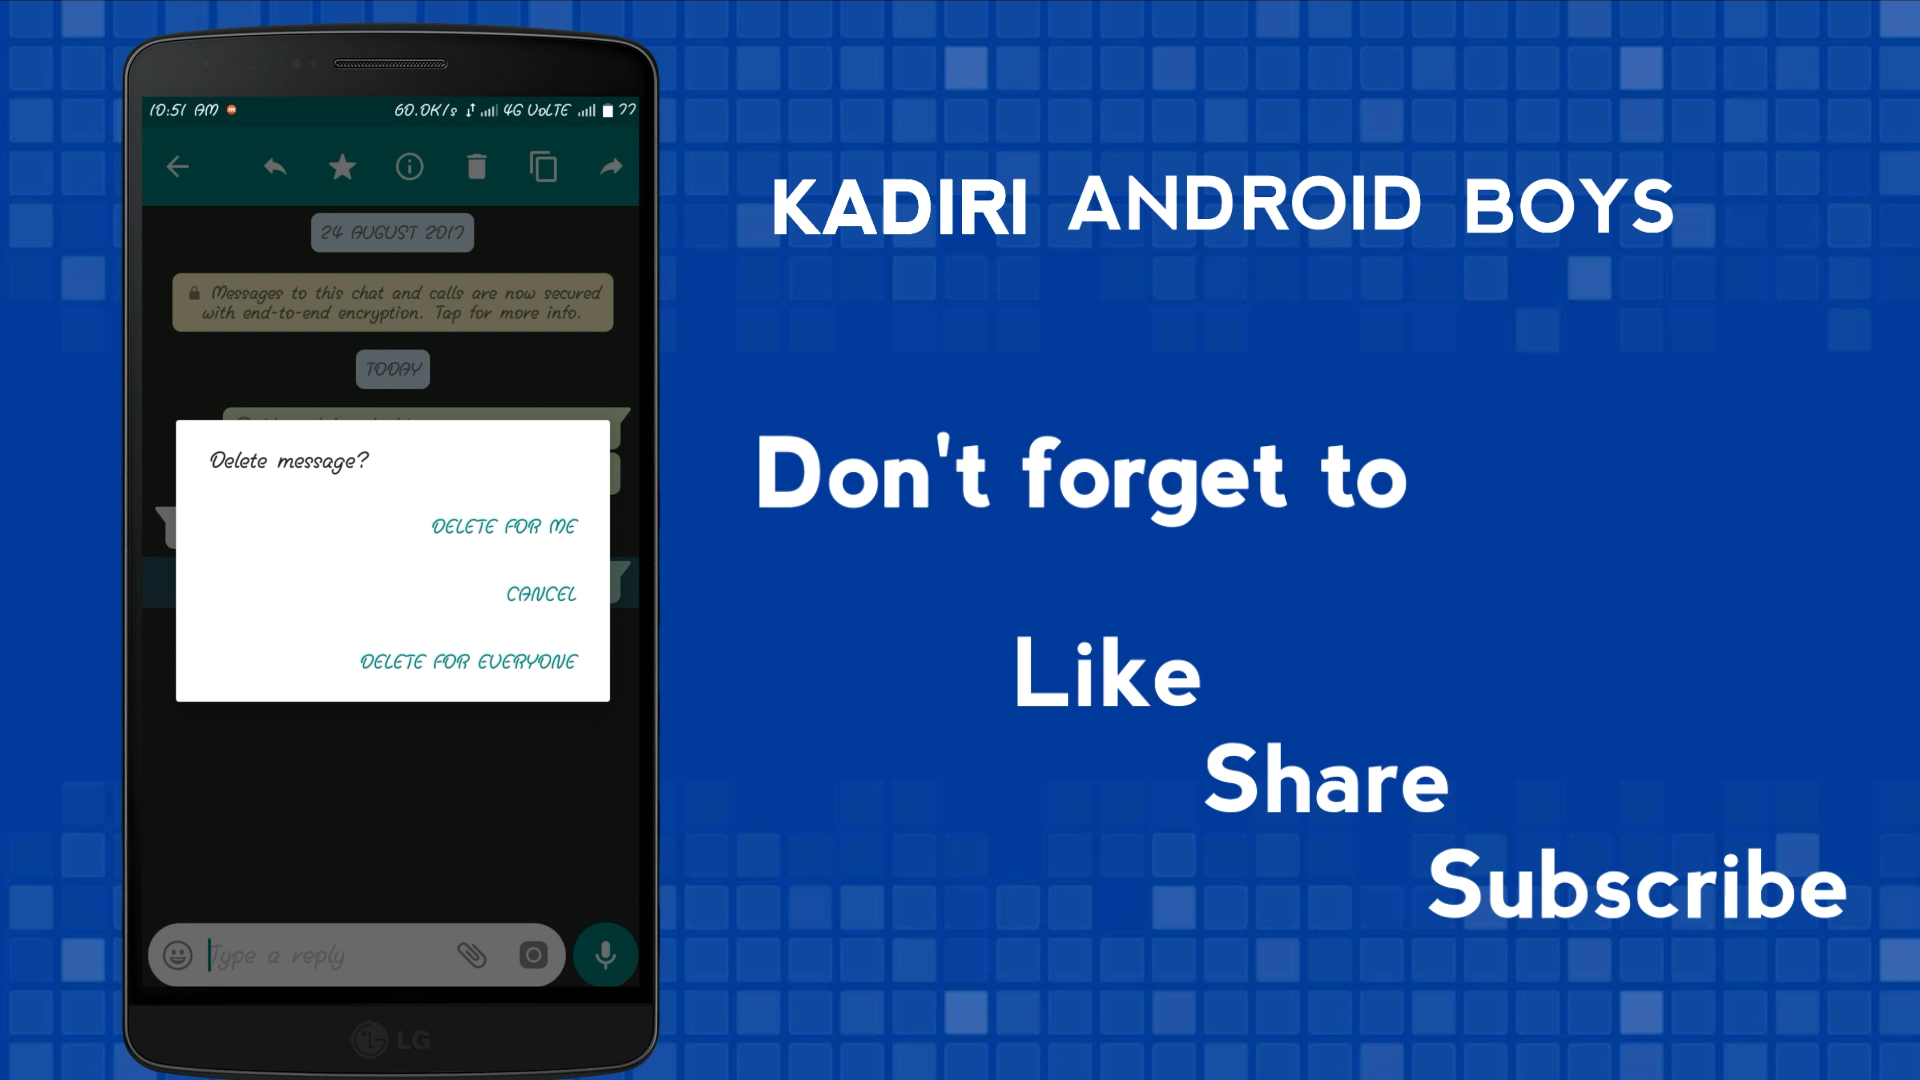 10:51 AM 60.0K/s 4G VoLTE 77
24 AUGUST 2017
Messages to this chat and calls are now secured
with end-to-end encryption. Tap for more info.
TODAY
Delete message?
DELETE FOR ME
CANCEL
DELETE FOR EVERYONE
Type a reply
LG
KADIRI ANDROID BOYS
Don't forget to
Like
Share
Subscribe